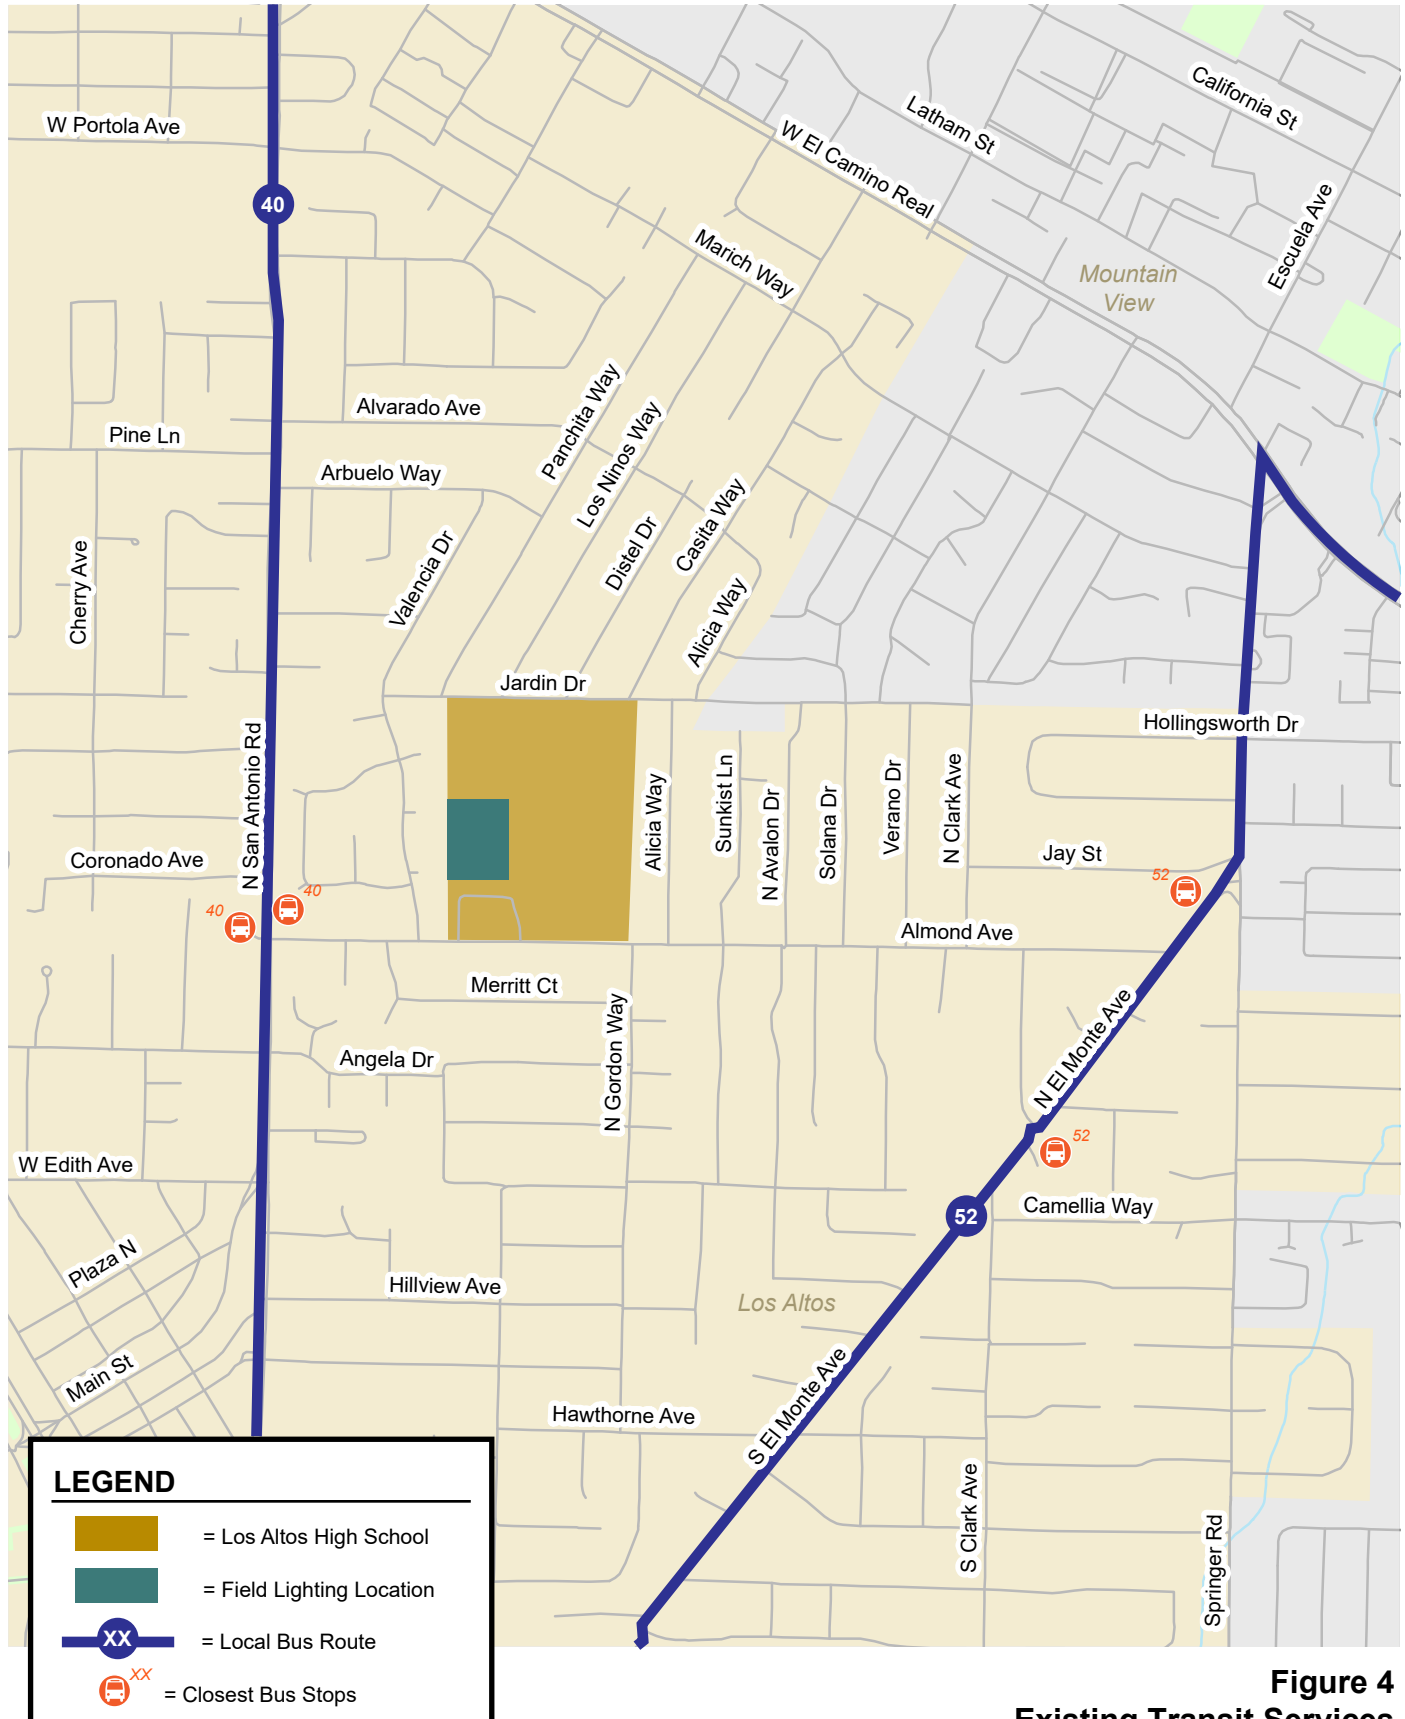 California St
Latham St
W Portola Ave
W El Camino Real
40
Escuela Ave
Marich Way
Mountain
View
Panchita Way
Alvarado Ave
Los Ninos Way
Pine Ln
Arbuelo Way
Casita Way
Distel Dr
Valencia Dr
Cherry Ave
Alicia Way
Jardin Dr
Hollingsworth Dr
N San Antonio Rd
Alicia Way
Sunkist Ln
N Avalon Dr
Solana Dr
Verano Dr
N Clark Ave
Jay St
Coronado Ave
52
40
40
Almond Ave
Merritt Ct
N Gordon Way
N El Monte Ave
Angela Dr
52
W Edith Ave
52
Camellia Way
Plaza N
Hillview Ave
Los Altos
Main St
S El Monte Ave
Hawthorne Ave
S Clark Ave
Springer Rd
LEGEND
= Los Altos High School
= Field Lighting Location
XX = Local Bus Route
XX = Closest Bus Stops
Figure 4
Existing Transit Services